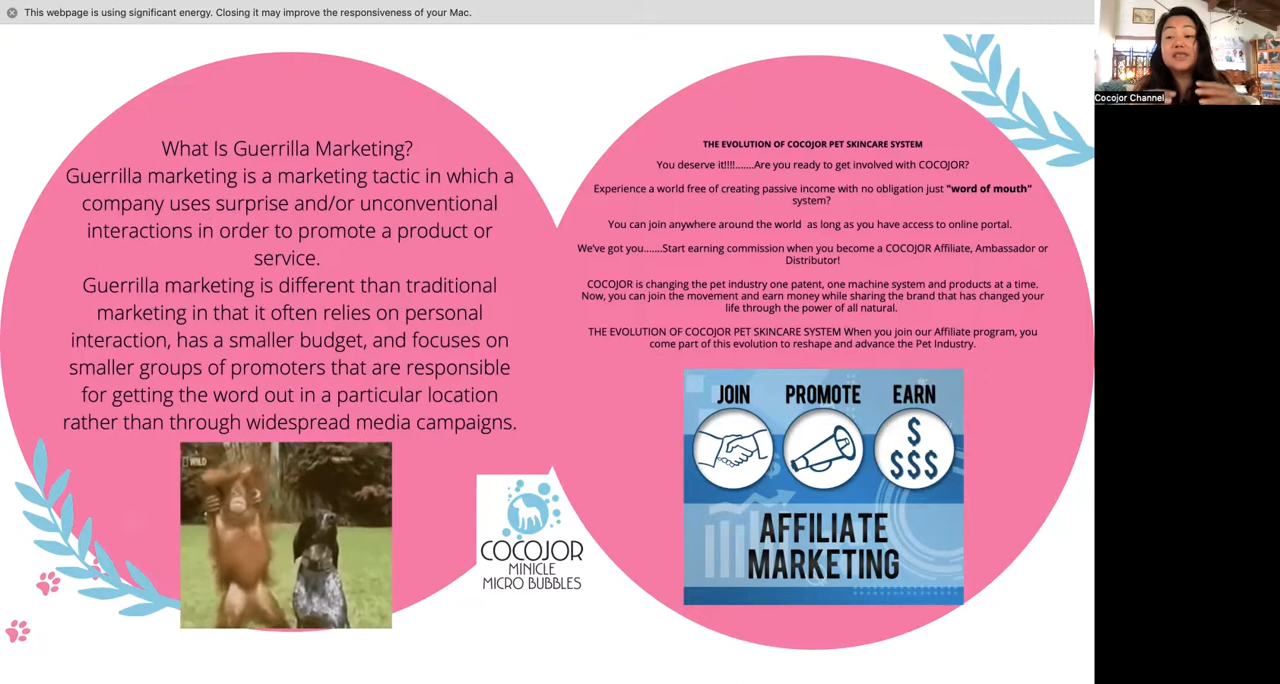 This webpage is using significant energy. Closing it may improve the responsiveness of your Mac.
Cocojor Channel
What Is Guerrilla Marketing?
Guerrilla marketing is a marketing tactic in which a
company uses surprise and/or unconventional
interactions in order to promote a product or
service.
Guerrilla marketing is different than traditional
marketing in that it often relies on personal
interaction, has a smaller budget, and focuses on
smaller groups of promoters that are responsible
for getting the word out in a particular location
rather than through widespread media campaigns.
WILD
COCOJOR
MINICLE
MICRO BUBBLES
THE EVOLUTION OF COCOJOR PET SKINCARE SYSTEM
You deserve it!!!!.......Are you ready to get involved with COCOJOR?
Experience a world free of creating passive income with no obligation just "word of mouth"
system?
You can join anywhere around the world  as long as you have access to online portal.
We've got you.......Start earning commission when you become a COCOJOR Affiliate, Ambassador or
Distributor!
COCOJOR is changing the pet industry one patent, one machine system and products at a time.
Now, you can join the movement and earn money while sharing the brand that has changed your
life through the power of all natural.
THE EVOLUTION OF COCOJOR PET SKINCARE SYSTEM When you join our Affiliate program, you
come part of this evolution to reshape and advance the Pet Industry.
JOIN PROMOTE EARN
$
$$$
AFFILIATE
MARKETING